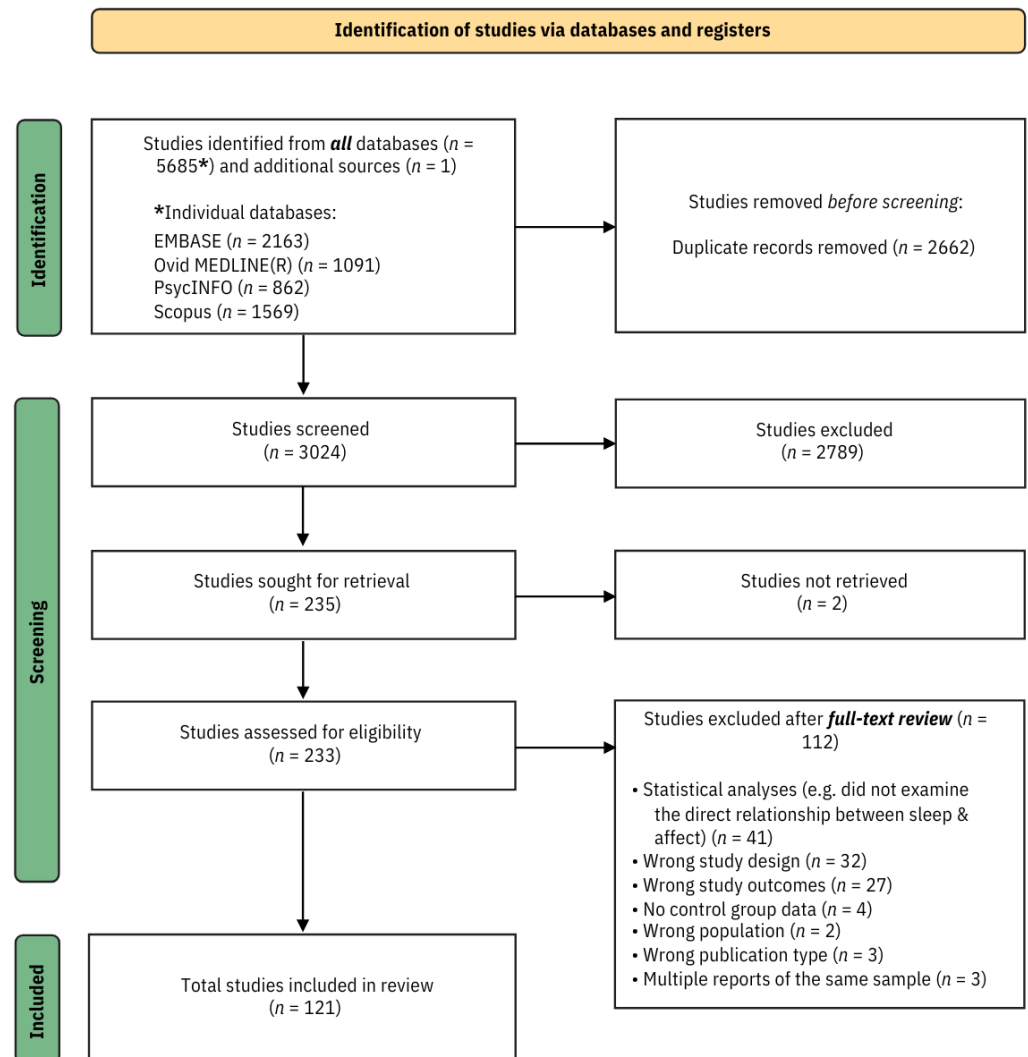 Identification of studies via databases and registers
Identification
Studies identified from all databases (n =
5685*) and additional sources (n = 1)
*Individual databases:
EMBASE (n = 2163)
Ovid MEDLINE(R) (n = 1091)
PsycINFO (n = 862)
Scopus (n = 1569)
Studies removed before screening:
Duplicate records removed (n = 2662)
Screening
Studies screened
(n = 3024)
Studies excluded
(n = 2789)
Studies sought for retrieval
(n = 235)
Studies not retrieved
(n = 2)
Studies assessed for eligibility
(n = 233)
Studies excluded after full-text review (n =
112)
• Statistical analyses (e.g. did not examine
the direct relationship between sleep &
affect) (n = 41)
• Wrong study design (n = 32)
• Wrong study outcomes (n = 27)
• No control group data (n = 4)
• Wrong population (n = 2)
• Wrong publication type (n = 3)
• Multiple reports of the same sample (n = 3)
Included
Total studies included in review
(n = 121)